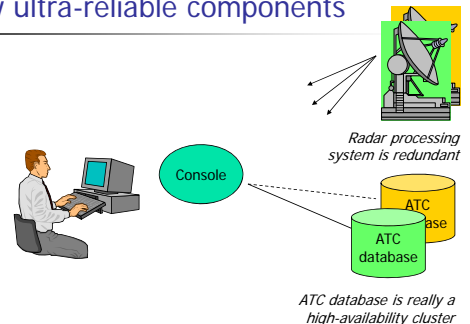 ultra-reliable components
Radar processing
system is redundant
Console
ATC
ATC
database
ATC database is really a
high-availability cluster